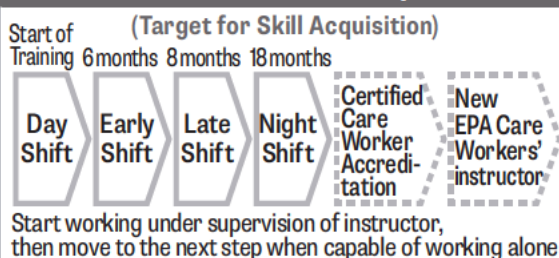 (Target for Skill Acquisition)
Start of
Training 6 months 8 months 18 months
Day
Shift
Early
Shift
Late
Shift
Night
Shift
Certified
Care
Worker
Accredi-
tation
New
EPA Care
Workers'
instructor
Start working under supervision of instructor,
then move to the next step when capable of working alone